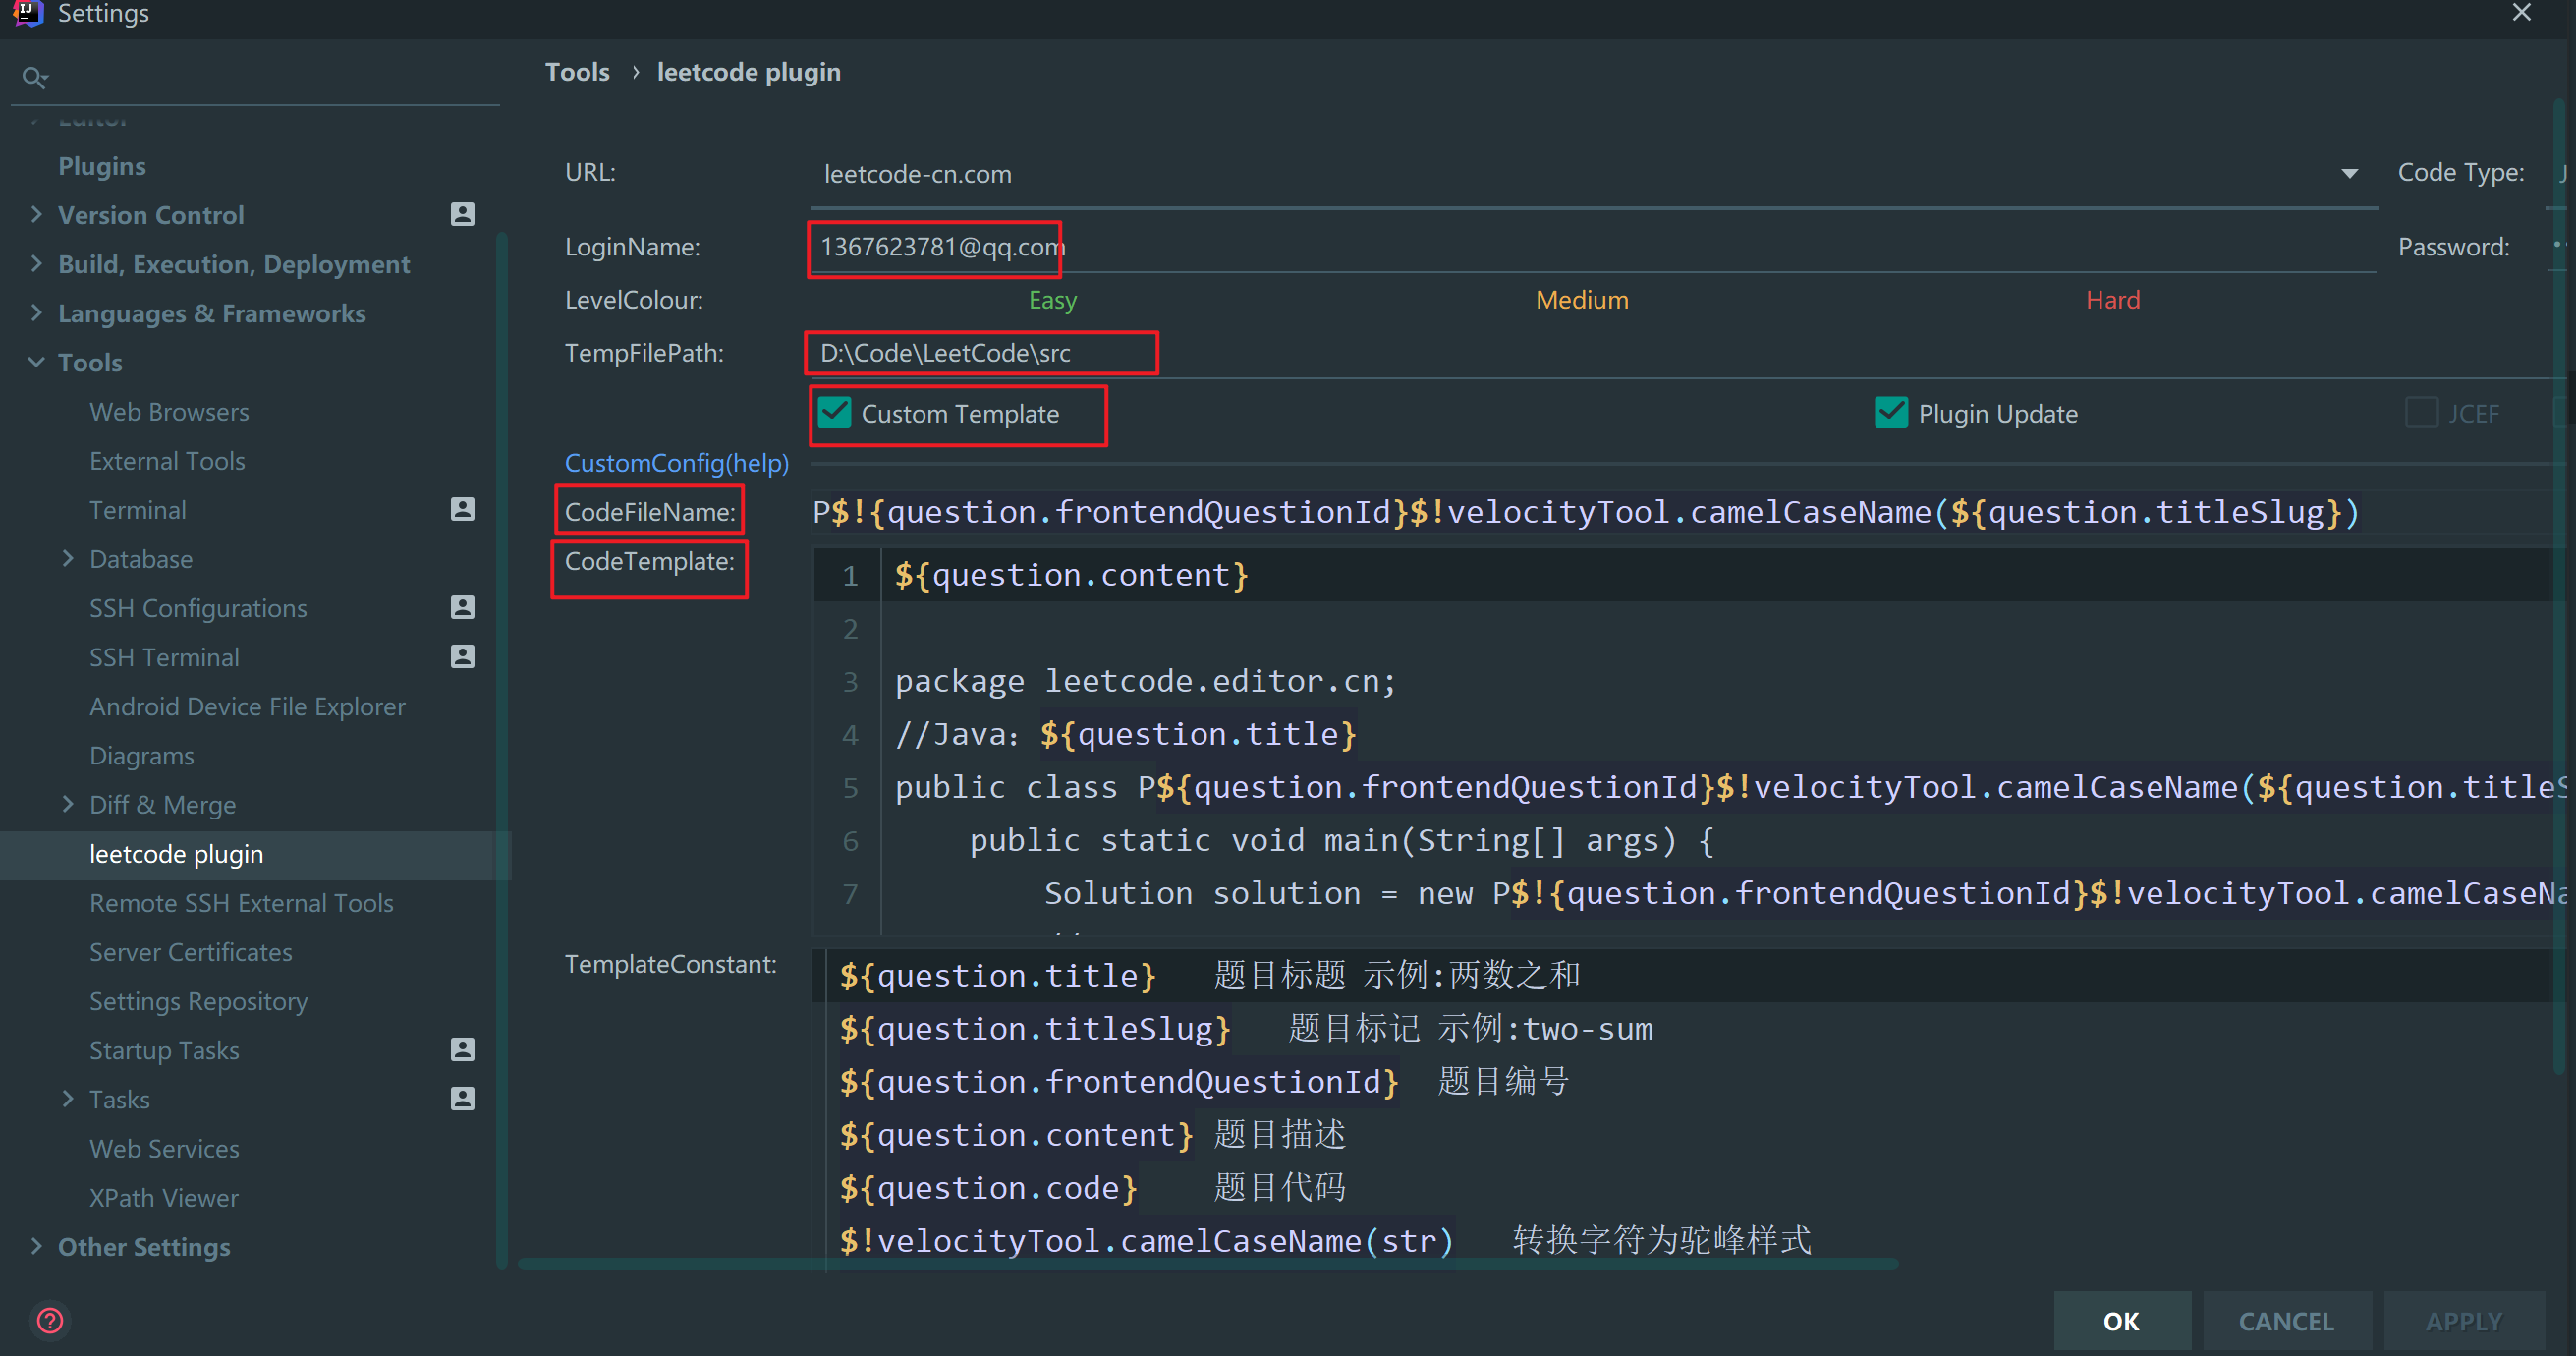 Settings
Tools › leetcode plugin
Editor
Plugins
Version Control
Build, Execution, Deployment
Languages & Frameworks
Tools
Web Browsers
External Tools
Terminal
Database
SSH Configurations
SSH Terminal
Android Device File Explorer
Diagrams
Diff & Merge
leetcode plugin
Remote SSH External Tools
Server Certificates
Settings Repository
Startup Tasks
Tasks
Web Services
XPath Viewer
Other Settings
URL: leetcode-cn.com Code Type: J
LoginName: 1367623781@qq.com Password:
LevelColour: Easy Medium Hard
TempFilePath: D:\Code\LeetCode\src
Custom Template Plugin Update JCEF
CustomConfig(help)
CodeFileName: P$!{question.frontendQuestionId}$!velocityTool.camelCaseName(${question.titleSlug})
CodeTemplate:
1 ${question.content}
2
3 package leetcode.editor.cn;
4 //Java：${question.title}
5 public class P${question.frontendQuestionId}$!velocityTool.camelCaseName(${question.titleS
6 public static void main(String[] args) {
7 Solution solution = new P$!{question.frontendQuestionId}$!velocityTool.camelCaseNa
TemplateConstant:
${question.title} 题目标题 示例:两数之和
${question.titleSlug} 题目标记 示例:two-sum
${question.frontendQuestionId} 题目编号
${question.content} 题目描述
${question.code} 题目代码
$!velocityTool.camelCaseName(str) 转换字符为驼峰样式
OK CANCEL APPLY